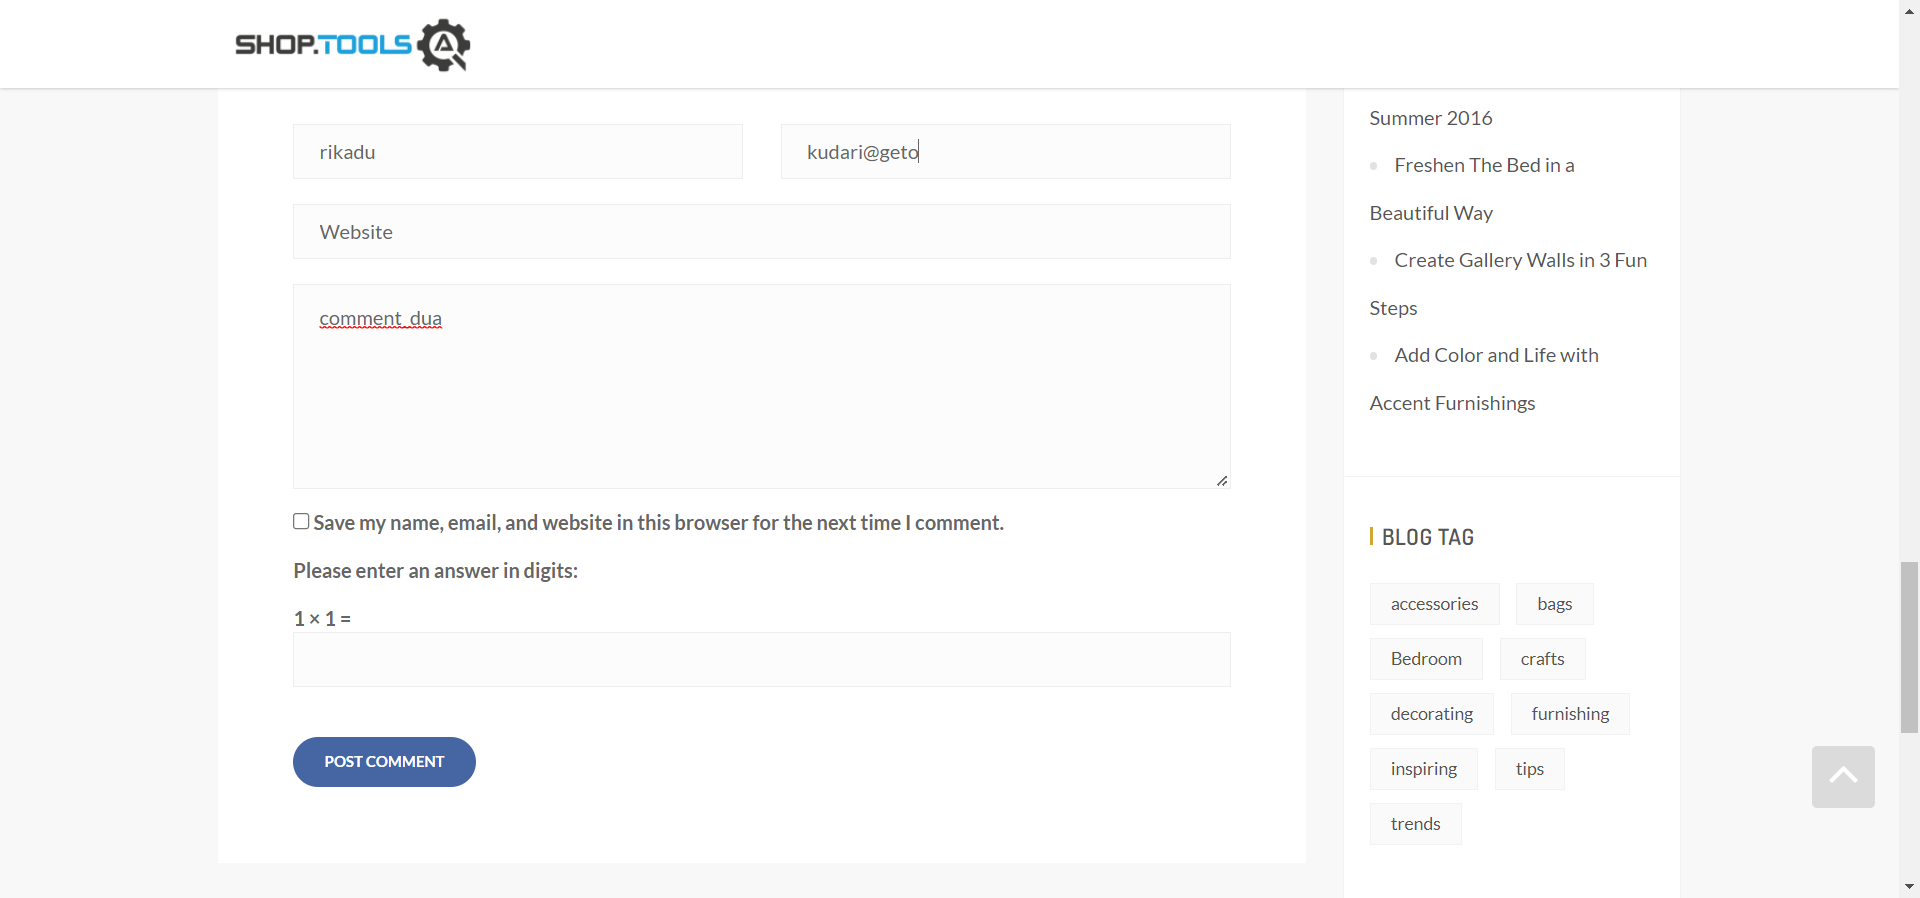 SHOP.TOOLS
rikadu
kudari@geto
Website
comment_dua
Save my name, email, and website in this browser for the next time I comment.
Please enter an answer in digits:
1 × 1 =
POST COMMENT
Summer 2016
Freshen The Bed in a
Beautiful Way
Create Gallery Walls in 3 Fun
Steps
Add Color and Life with
Accent Furnishings
BLOG TAG
accessories bags
Bedroom crafts
decorating furnishing
inspiring tips
trends